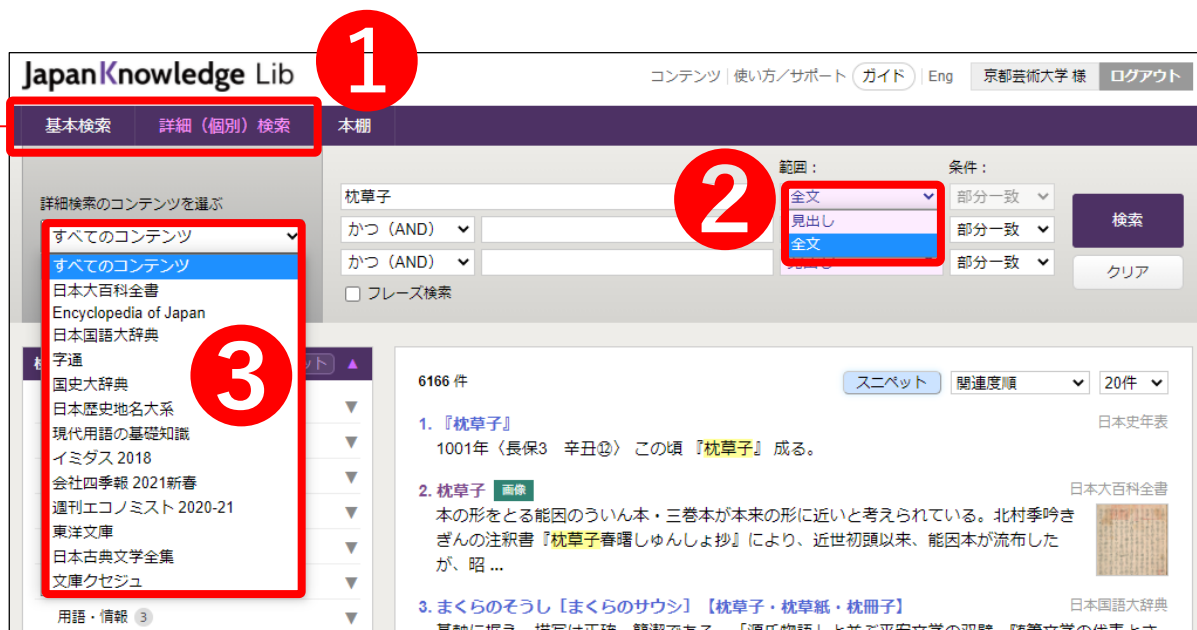 JapanKnowledge Lib
1
コンテンツ | 使い方／サポート ガイド | Eng 京都芸術大学 様 ログアウト
基本検索 詳細（個別）検索 本棚
範囲： 条件：
詳細検索のコンテンツを選ぶ
枕草子 全文 部分一致
2
すべてのコンテンツ
かつ（AND） 見出し 部分一致
全文
検索
かつ（AND） 部分一致
クリア
フレーズ検索
すべてのコンテンツ
日本大百科全書
Encyclopedia of Japan
日本国語大辞典
字通
国史大辞典
日本歴史地名大系
現代用語の基礎知識
イミダス 2018
会社四季報 2021新春
週刊エコノミスト 2020-21
東洋文庫
日本古典文学全集
文庫クセジュ
3
用語・情報 3
6166 件 スニペット 関連度順 20件
1. 『枕草子』 日本史年表
1001年〈長保3 辛丑⑫〉 この頃 『枕草子』 成る。
2. 枕草子 画像 日本大百科全書
本の形をとる能因のういん本・三巻本が本来の形に近いと考えられている。北村季吟き
ぎんの注釈書『枕草子春曙しゅんしょ抄』により、近世初頭以来、能因本が流布した
が、昭 ...
3. まくらのそうし［まくらのサウシ］【枕草子・枕草紙・枕冊子】 日本国語大辞典